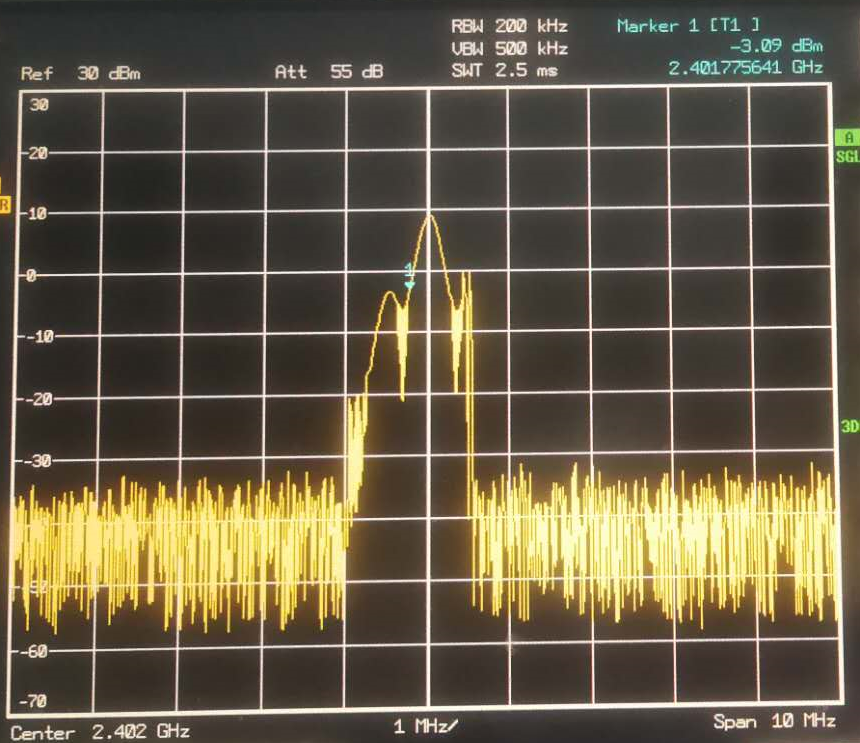 RBW 200 kHz Marker 1 [T1 ]
VBW 500 kHz -3.09 dBm
Ref 30 dBm Att 55 dB SWT 2.5 ms 2.401775641 GHz
30
A
-20
SGL
R
-10
1
-0
-10
-20
3D
-30
-60
-70
Center 2.402 GHz 1 MHz/ Span 10 MHz